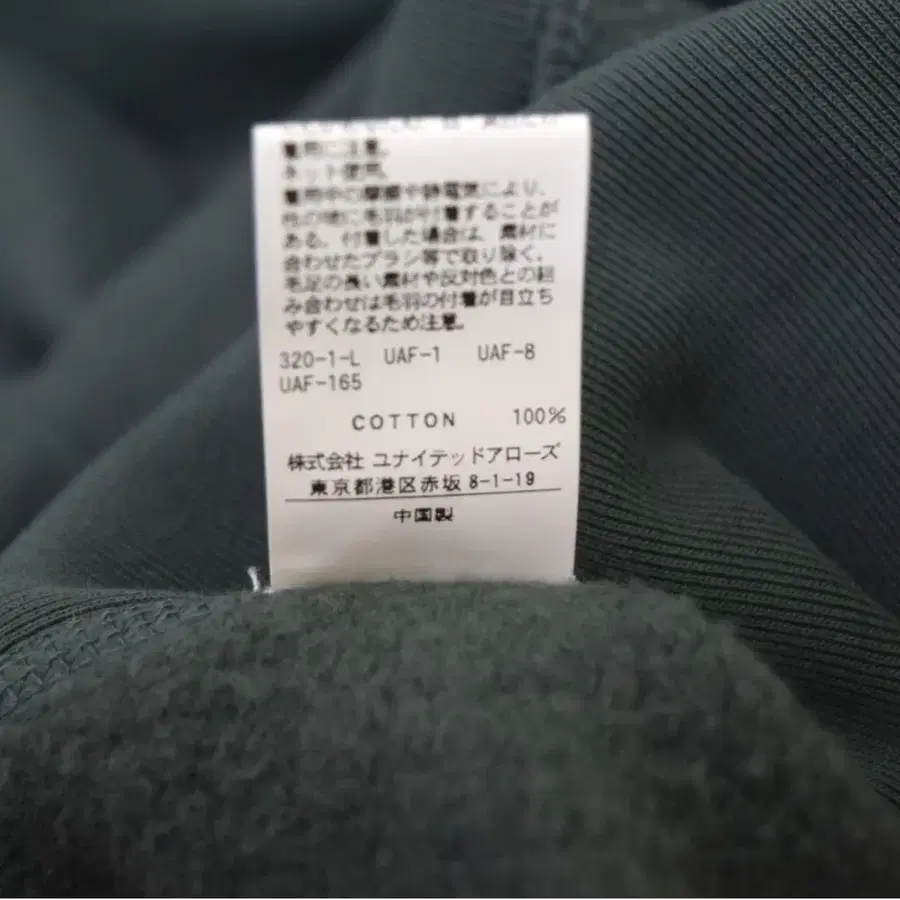 着用に注意。
ネット使用。
着用中の摩擦や静電気により、
他の物に毛羽が付着することが
ある。付着した場合は、素材に
合わせたブラシ等で取り除く。
毛足の長い素材や反対色との組
み合わせは毛羽の付着が目立ち
やすくなるため注意。
320-1-L UAF-1 UAF-8
UAF-165
COTTON 100%
株式会社 ユナイテッドアローズ
東京都港区赤坂 8-1-19
中国製